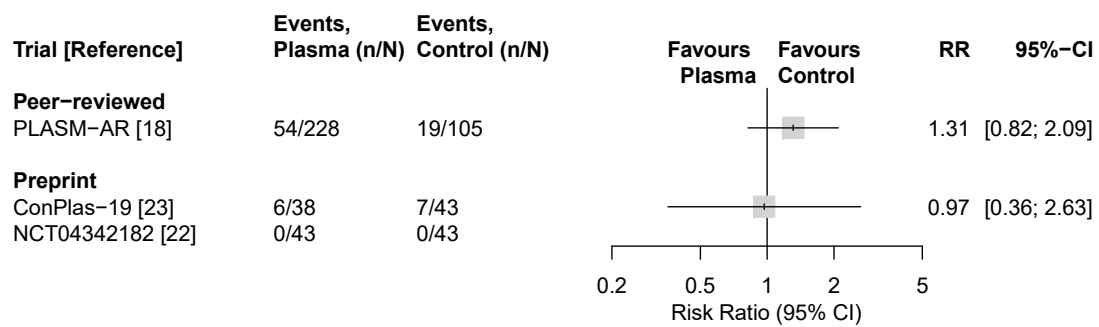 Events, Events,
Trial [Reference] Plasma (n/N) Control (n/N) Favours Favours RR 95%−CI
Plasma Control
Peer−reviewed
PLASM−AR [18] 54/228 19/105 1.31 [0.82; 2.09]
Preprint
ConPlas−19 [23] 6/38 7/43 0.97 [0.36; 2.63]
NCT04342182 [22] 0/43 0/43
0.2 0.5 1 2 5
Risk Ratio (95% CI)